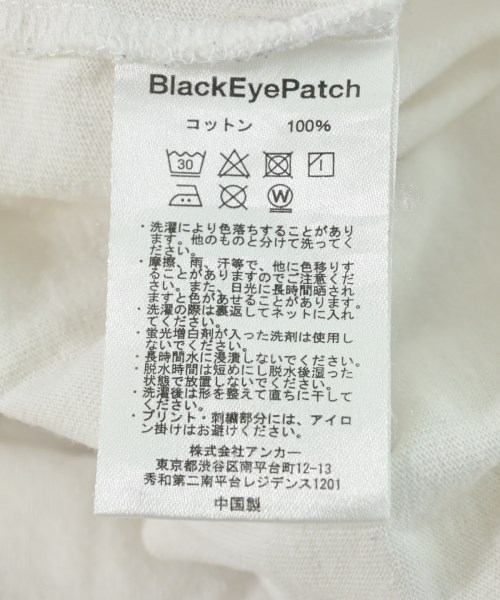 BlackEyePatch
コットン 100%
30
W
・洗濯により色落ちすることがあり
ます。他のものと分けて洗ってく
ださい。
・摩擦、雨、汗等で、他に色移りす
ることがありますのでご注意くだ
さい。また、日光に長時間晒され
ますと色があせることがあります。
・洗濯の際は裏返してネットに入れ
てください。
・蛍光増白剤が入った洗剤は使用し
ないでください。
・長時間水に浸漬しないでください。
・脱水時間は短めにし脱水後湿った
状態で放置しないでください。
・洗濯後は形を整えて直ちに干して
ください。
・プリント・刺繍部分には、アイロ
ン掛けはお避けください。
株式会社アンカー
東京都渋谷区南平台町12-13
秀和第二南平台レジデンス1201
中国製